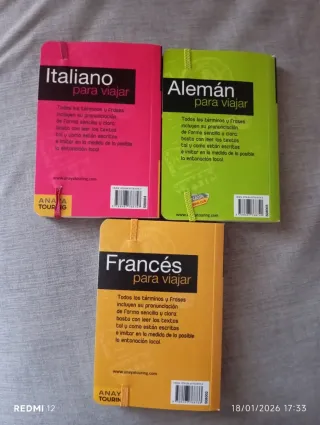 Italiano
para viajar
Todos los términos y frases
incluyen su pronunciación
de forma sencilla y clara:
basta con leer los textos
tal y como están escritos
e imitar en la medida de lo posible
la entonación local.
ANAYA
TOURING
www.anayatouring.com
Alemán
para viajar
Todos los términos y frases
incluyen su pronunciación
de forma sencilla y clara:
basta con leer los textos
tal y como están escritos
e imitar en la medida de lo posible
la entonación local.
Francés
para viajar
Todos los términos y frases
incluyen su pronunciación
de forma sencilla y clara:
basta con leer los textos
tal y como están escritos
e imitar en la medida de lo posible
la entonación local.
www.anayatouring.com
ANAYA
TOURING
REDMI 12
18/01/2026 17:33